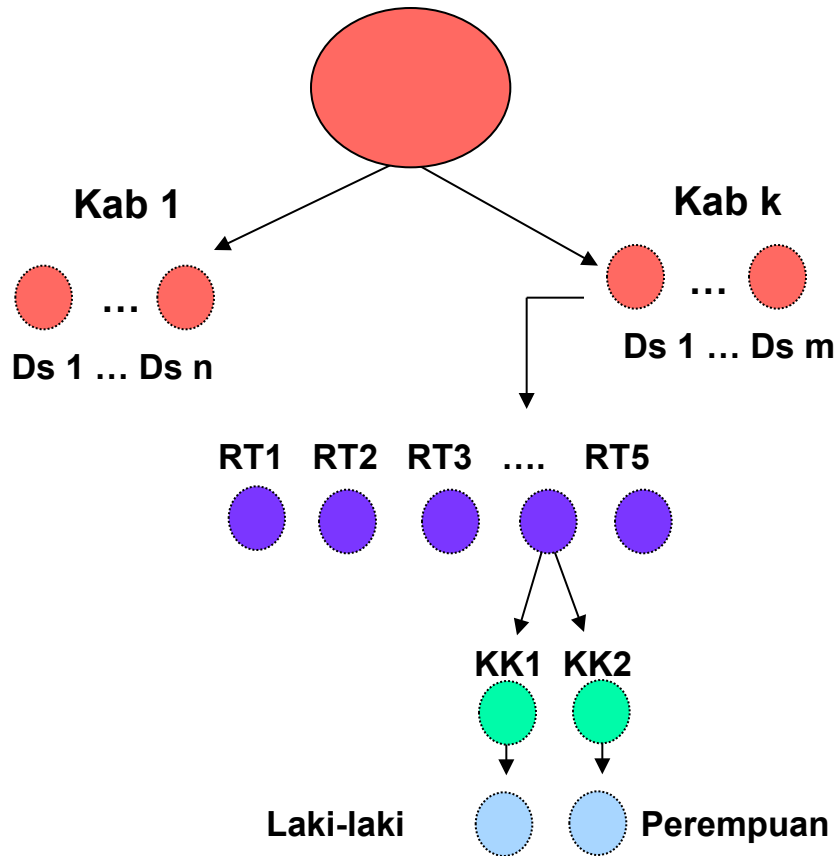 Kab 1
Kab k
…
…
Ds 1 … Ds n
Ds 1 … Ds m
RT1 RT2 RT3 …. RT5
KK1 KK2
Laki-laki
Perempuan